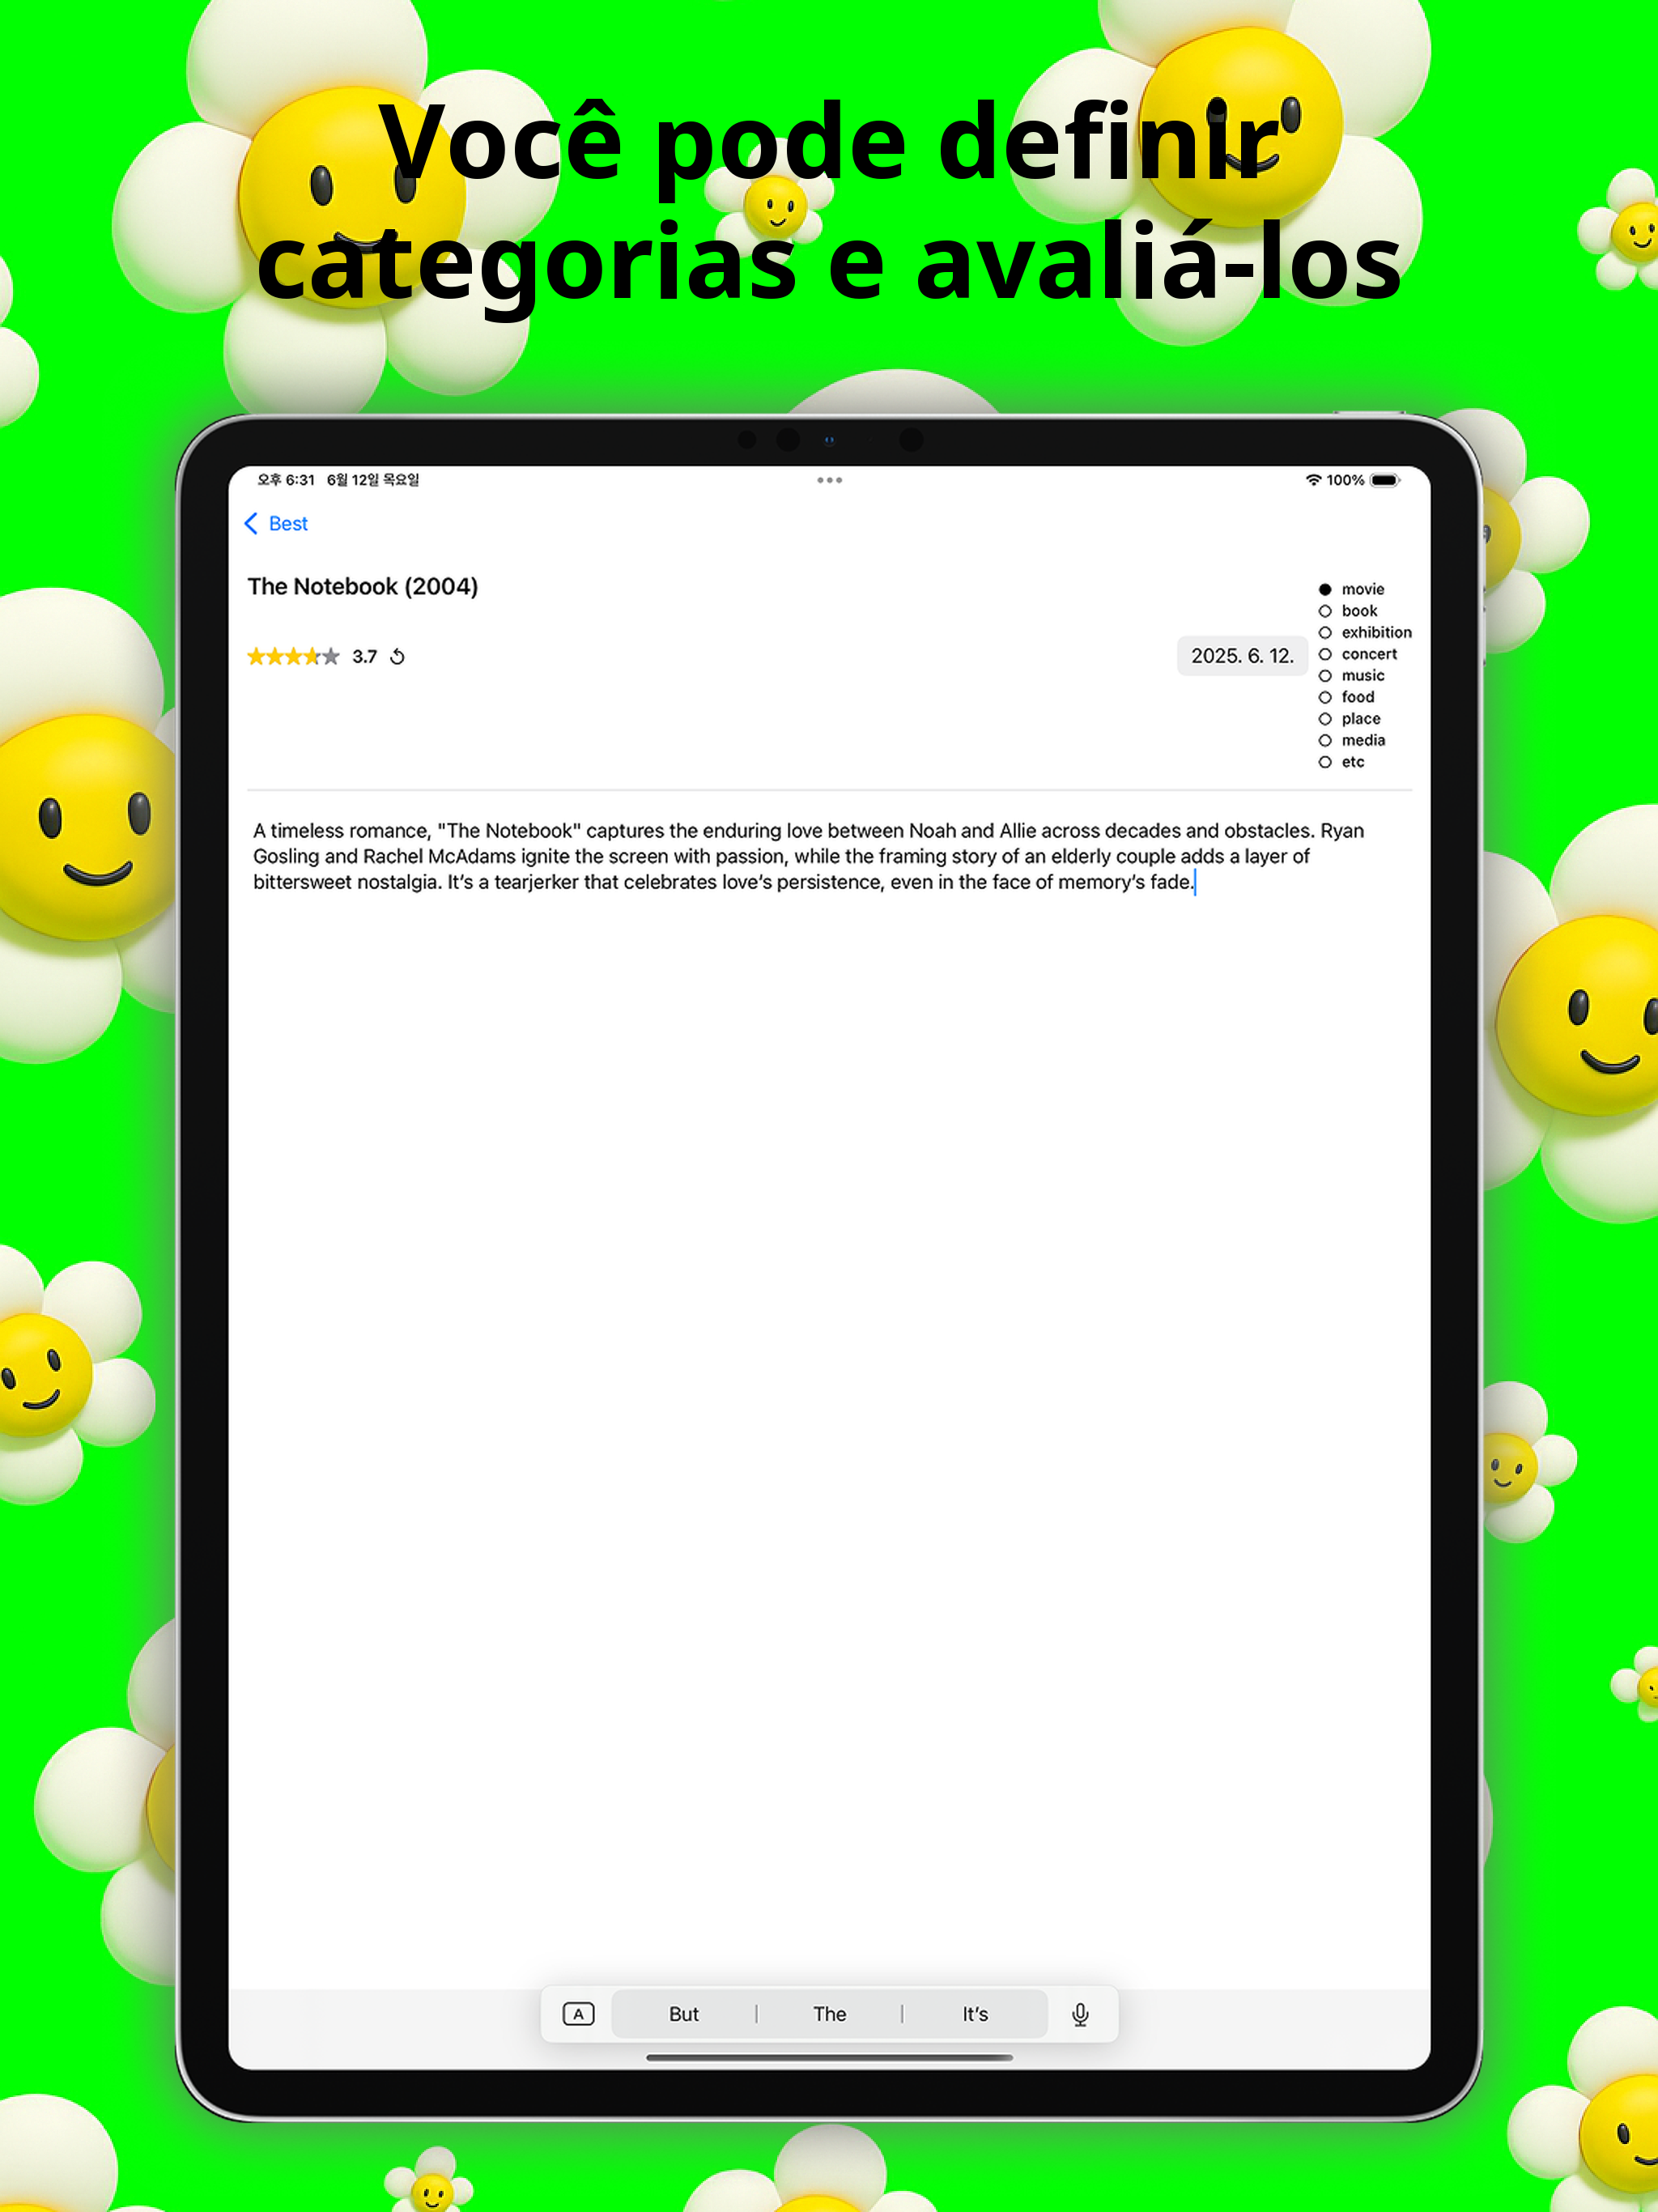 Você pode definir
categorias e avaliá-los
오후 6:31 6월 12일 목요일
100%
Best
The Notebook (2004)
3.7
2025. 6. 12.
movie
book
exhibition
concert
music
food
place
media
etc
A timeless romance, "The Notebook" captures the enduring love between Noah and Allie across decades and obstacles. Ryan
Gosling and Rachel McAdams ignite the screen with passion, while the framing story of an elderly couple adds a layer of
bittersweet nostalgia. It’s a tearjerker that celebrates love’s persistence, even in the face of memory’s fade.
A But The It’s